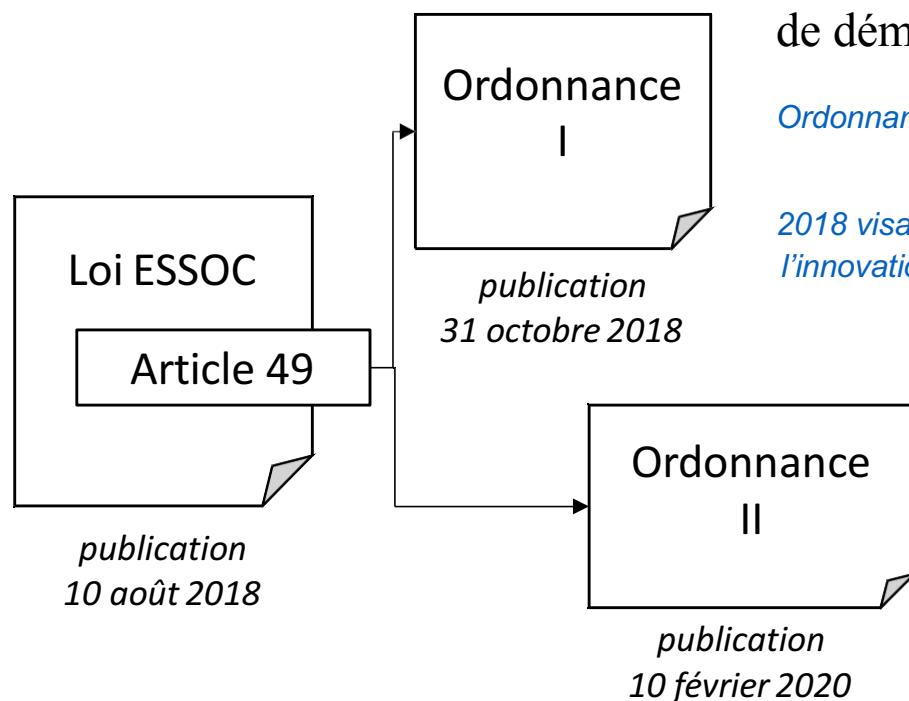 de dém
Ordonnance
I
Ordonnan
2018 visa
l’innovatio
publication
31 octobre 2018
Loi ESSOC
Article 49
publication
10 août 2018
Ordonnance
II
publication
10 février 2020